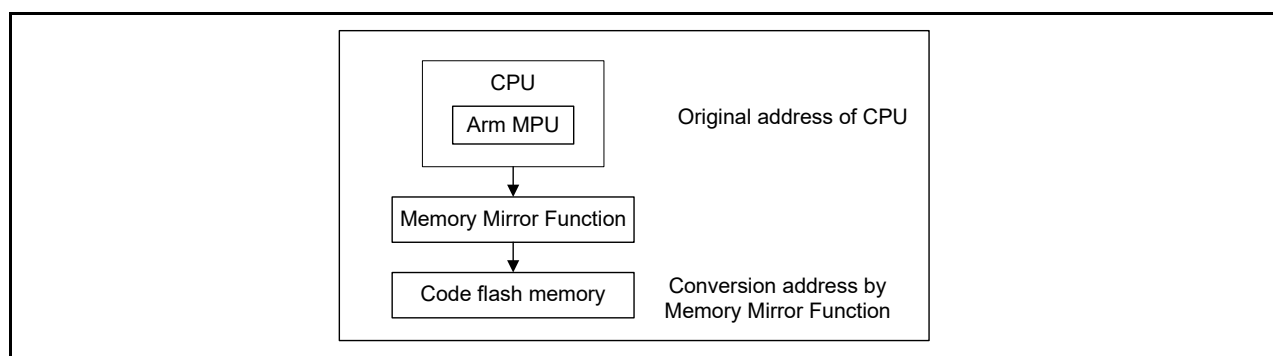 CPU
Arm MPU
Original address of CPU
Memory Mirror Function
Code flash memory
Conversion address by
Memory Mirror Function